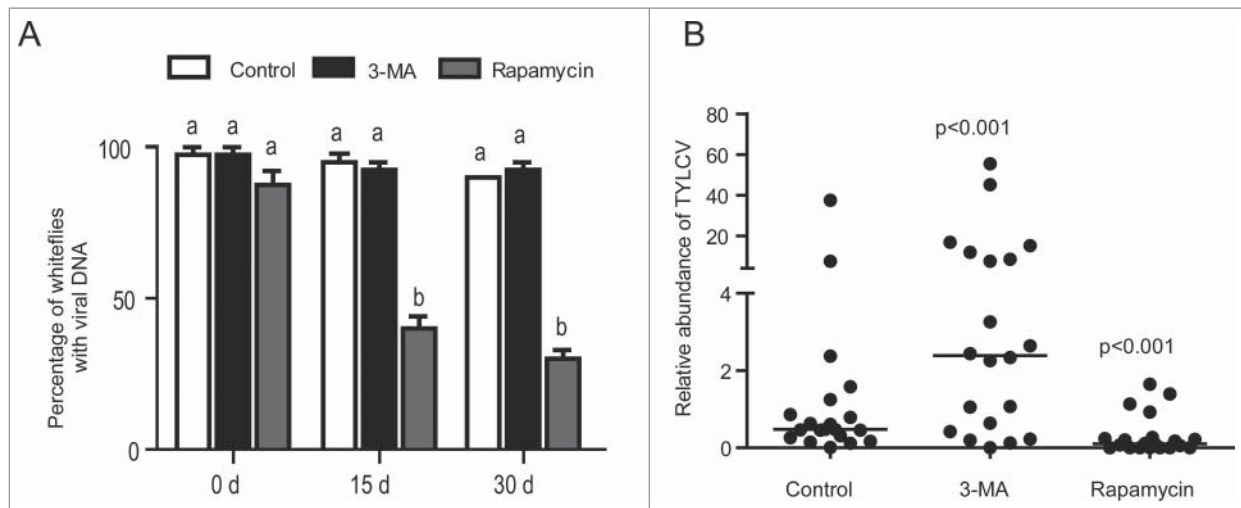 A
Control 3-MA Rapamycin
Percentage of whiteflies
with viral DNA
100
50
0
a a a
a a b
a a b
0 d 15 d 30 d
B
Relative abundance of TYLCV
80
60
40
20
4
2
0
p<0.001
p<0.001
Control 3-MA Rapamycin